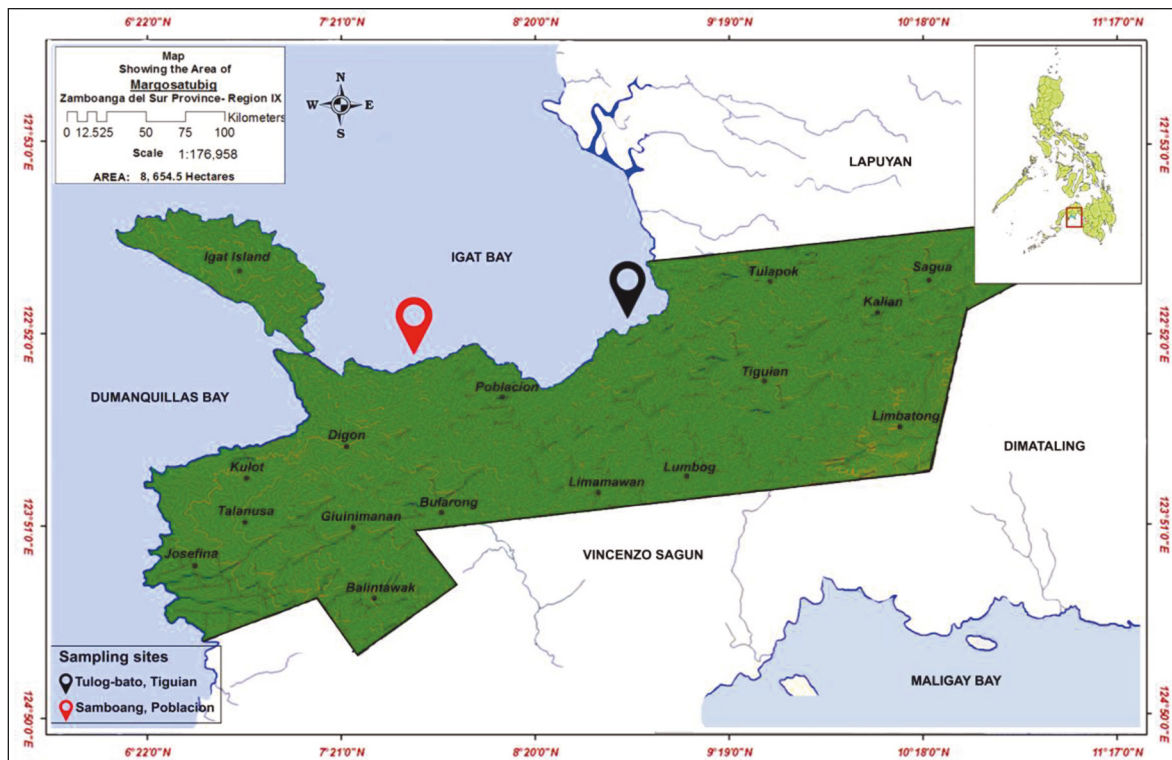 6°22'0"N 7°21'0"N 8°20'0"N 9°19'0"N 10°18'0"N 11°17'0"N
Map
Showing the Area of
Margosatubig
Zamboanga del Sur Province- Region IX
Kilometers
0 12.525 50 75 100
Scale 1:176,958
AREA: 8, 654.5 Hectares
N
W E
S
121°53'0"E
121°53'0"E
LAPUYAN
IGAT BAY
Igat Island
Tulapok
Sagua
Kalian
122°52'0"E
122°52'0"E
DUMANQUILLAS BAY
Poblacion
Tiguian
Limbatong
Digon
DIMATALING
Kulot
Lumbog
Limamawan
Talanusa
Gluinimanan
Bufarong
123°51'0"E
123°51'0"E
Josefina
VINCENZO SAGUN
Balintawak
Sampling sites
Tulog-bato, Tiguian
Samboang, Poblacion
MALIGAY BAY
124°50'0"E
124°50'0"E
6°22'0"N 7°21'0"N 8°20'0"N 9°19'0"N 10°18'0"N 11°17'0"N